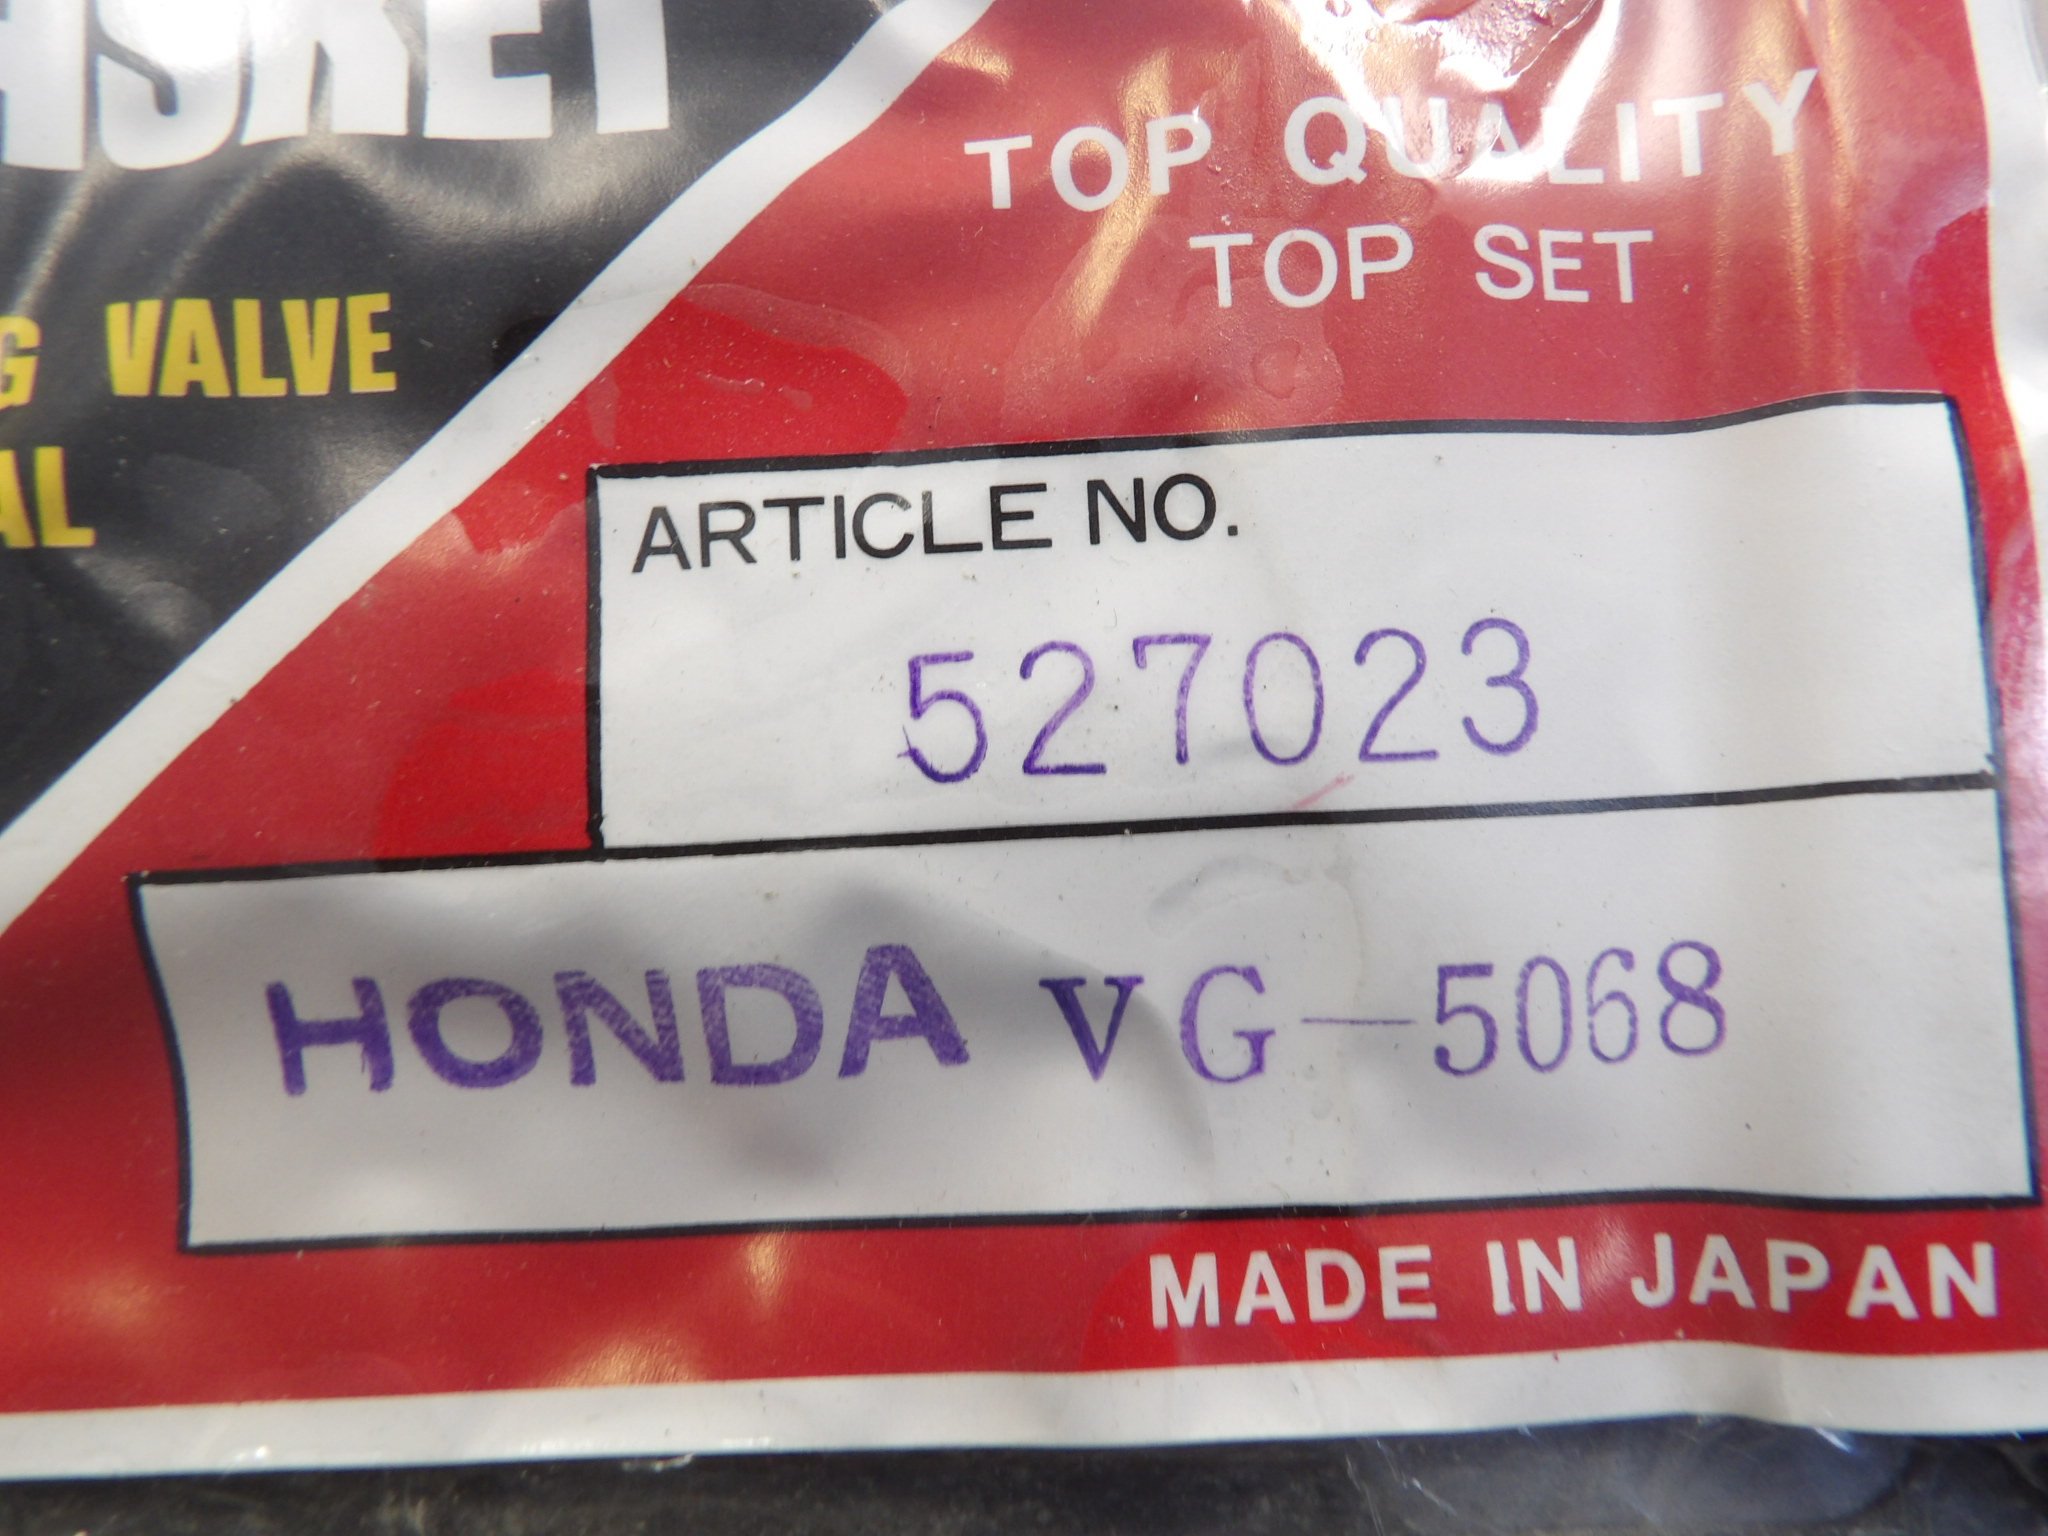 TOP QUALITY
TOP SET
VALVE
ARTICLE NO.
527023
HONDA VG-5068
MADE IN JAPAN